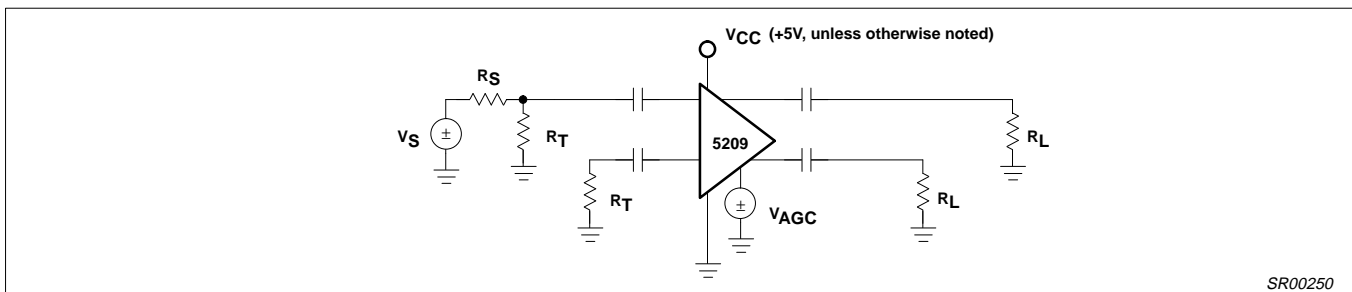 VCC (+5V, unless otherwise noted)
RS
VS
±
RT
5209
RL
RT
±
VAGC
RL
SR00250